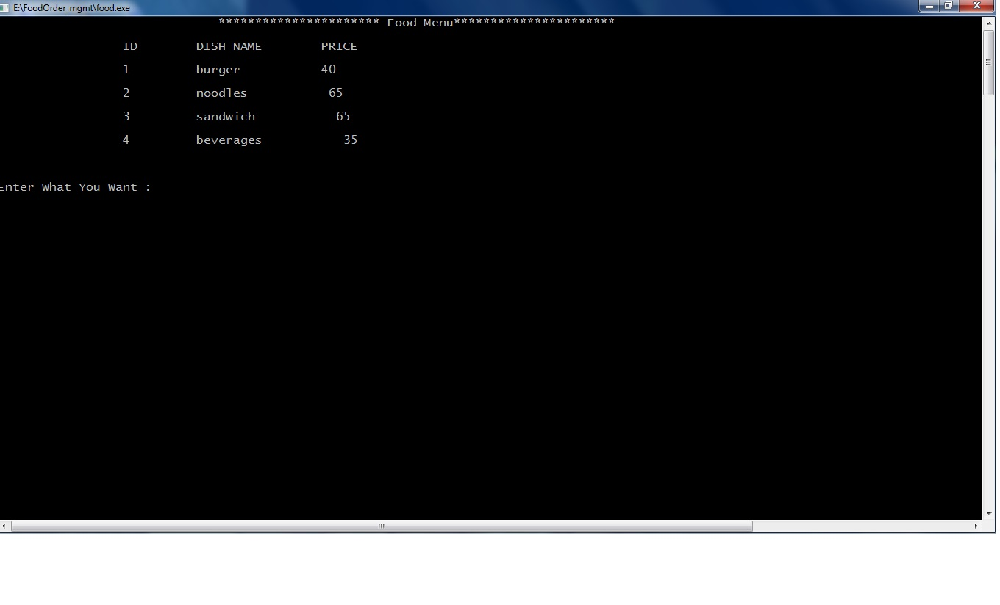 E:\FoodOrder_mgmt\food.exe
********************** Food Menu**********************
ID DISH NAME PRICE
1 burger 40
2 noodles 65
3 sandwich 65
4 beverages 35
Enter What You Want :